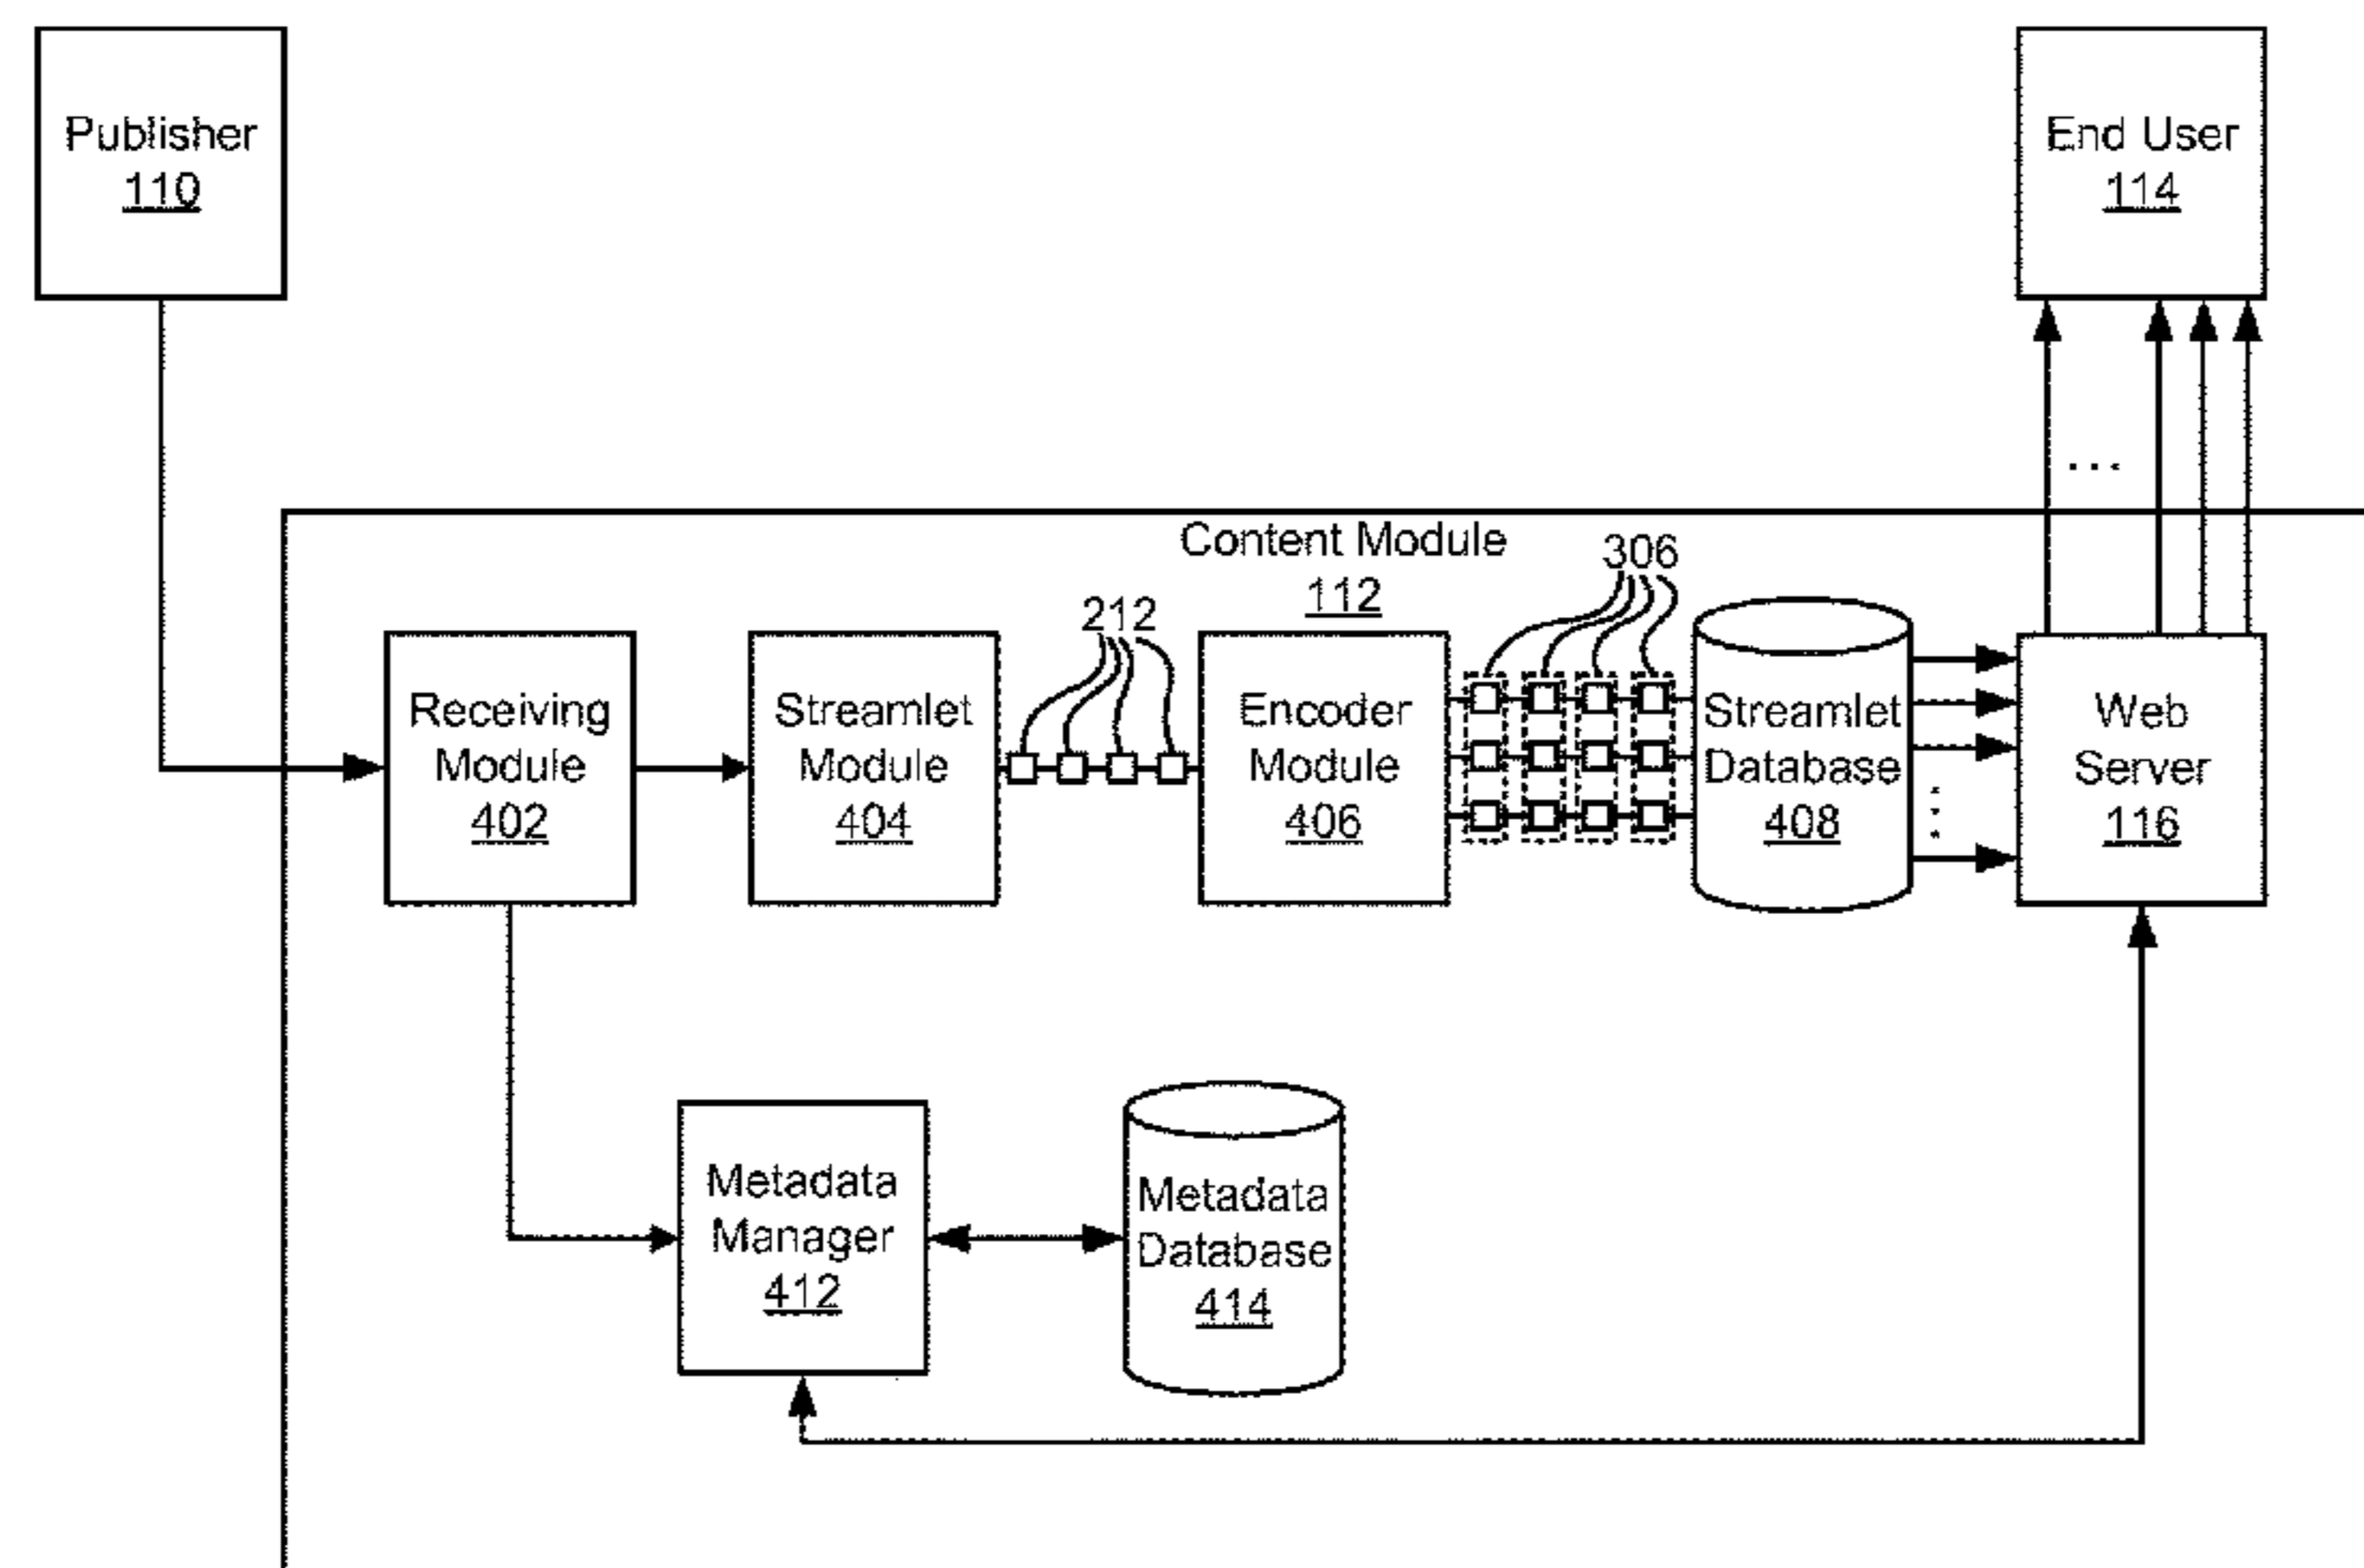 Publisher
110
End User
114
...
Content Module
112
306
212
Receiving
Module
402
Streamlet
Module
404
Encoder
Module
406
Streamlet
Database
408
Web
Server
116
Metadata
Manager
412
Metadata
Database
414